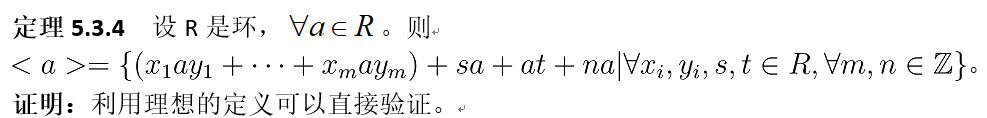 定理 5.3.4 设 R 是环，∀a∈R。则
< a >= {(x₁ay₁ + ··· + xₘayₘ) + sa + at + na|∀xᵢ, yᵢ, s, t ∈ R, ∀m, n ∈ ℤ}。
证明：利用理想的定义可以直接验证。